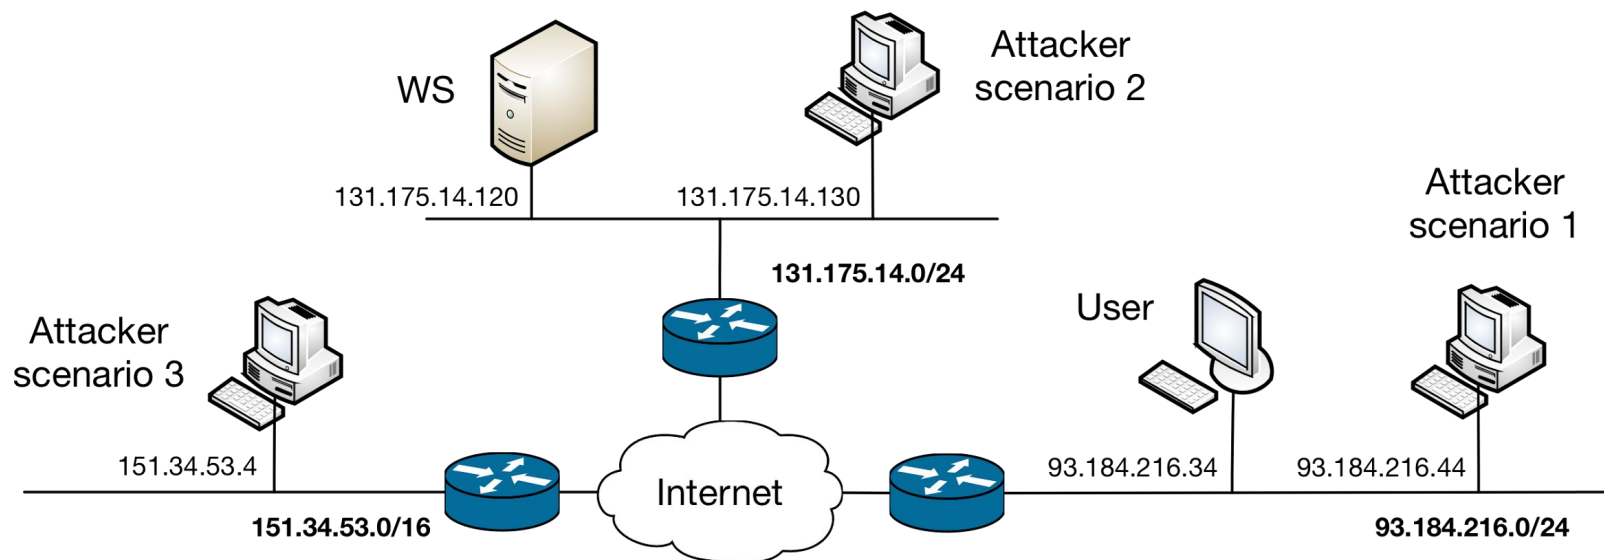 WS
Attacker
scenario 2
131.175.14.120
131.175.14.130
Attacker
scenario 1
131.175.14.0/24
User
Attacker
scenario 3
151.34.53.4
Internet
93.184.216.34
93.184.216.44
151.34.53.0/16
93.184.216.0/24